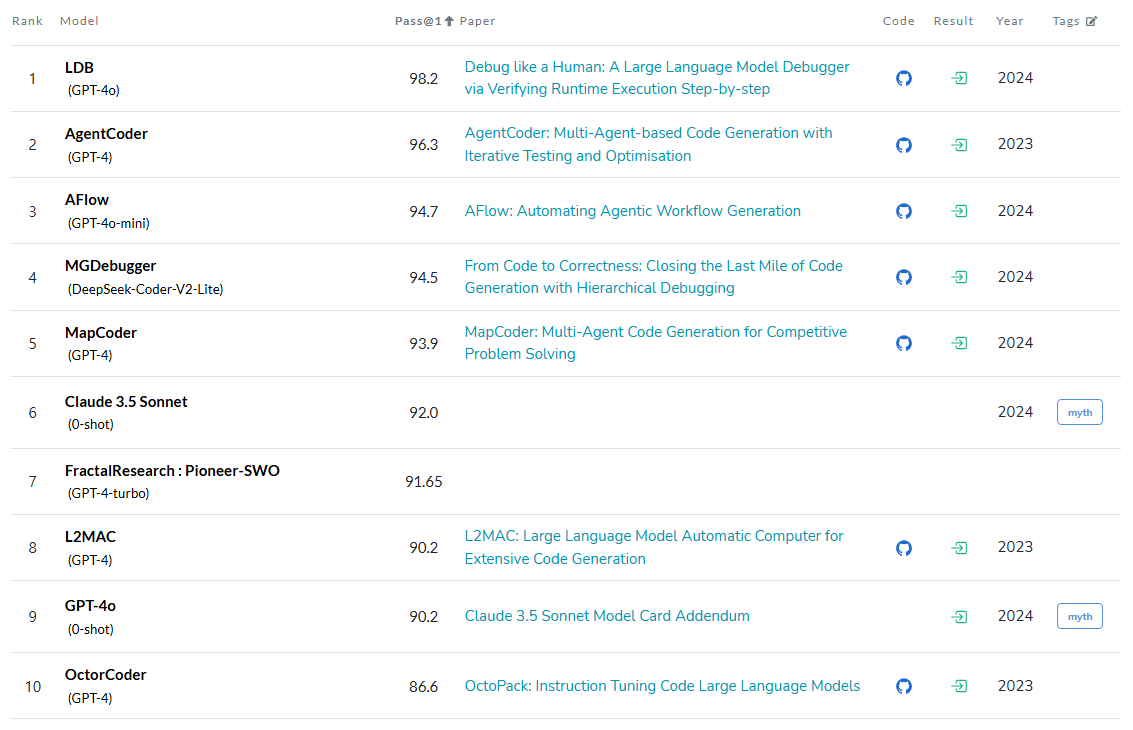 Rank Model Pass@1 Paper Code Result Year Tags
1 LDB (GPT-4o) 98.2 Debug like a Human: A Large Language Model Debugger
via Verifying Runtime Execution Step-by-step 2024
2 AgentCoder (GPT-4) 96.3 AgentCoder: Multi-Agent-based Code Generation with
Iterative Testing and Optimisation 2023
3 AFlow (GPT-4o-mini) 94.7 AFlow: Automating Agentic Workflow Generation 2024
4 MGDebugger (DeepSeek-Coder-V2-Lite) 94.5 From Code to Correctness: Closing the Last Mile of Code
Generation with Hierarchical Debugging 2024
5 MapCoder (GPT-4) 93.9 MapCoder: Multi-Agent Code Generation for Competitive
Problem Solving 2024
6 Claude 3.5 Sonnet (0-shot) 92.0 2024 myth
7 FractalResearch : Pioneer-SWO (GPT-4-turbo) 91.65
8 L2MAC (GPT-4) 90.2 L2MAC: Large Language Model Automatic Computer for
Extensive Code Generation 2023
9 GPT-4o (0-shot) 90.2 Claude 3.5 Sonnet Model Card Addendum 2024 myth
10 OctorCoder (GPT-4) 86.6 OctoPack: Instruction Tuning Code Large Language Models 2023